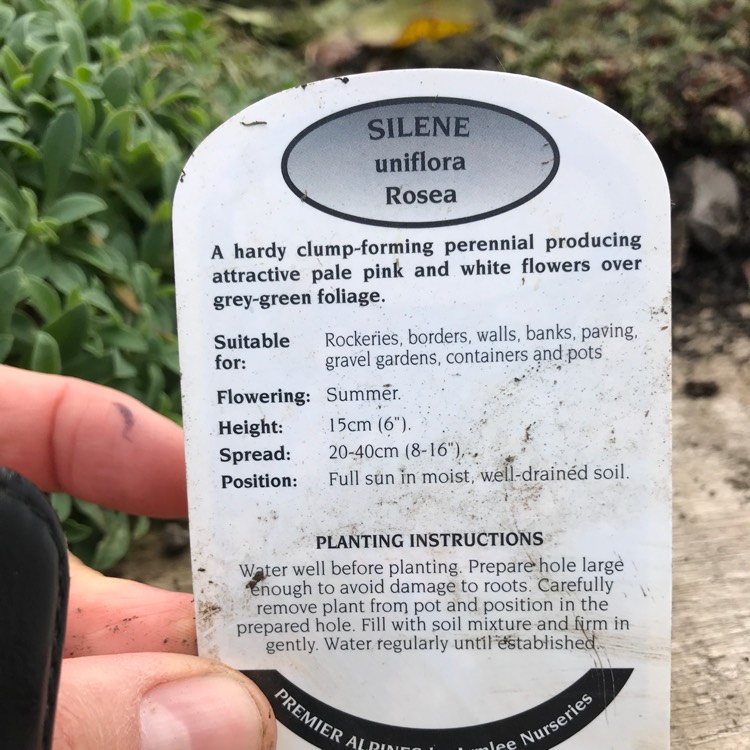 SILENE
uniflora
Rosea
A hardy clump-forming perennial producing
attractive pale pink and white flowers over
grey-green foliage.
Suitable for: Rockeries, borders, walls, banks, paving,
gravel gardens, containers and pots
Flowering: Summer.
Height: 15cm (6").
Spread: 20-40cm (8-16").
Position: Full sun in moist, well-drained soil.
PLANTING INSTRUCTIONS
Water well before planting. Prepare hole large
enough to avoid damage to roots. Carefully
remove plant from pot and position in the
prepared hole. Fill with soil mixture and firm in
gently. Water regularly until established.
PREMIER ALPINES Nurseries